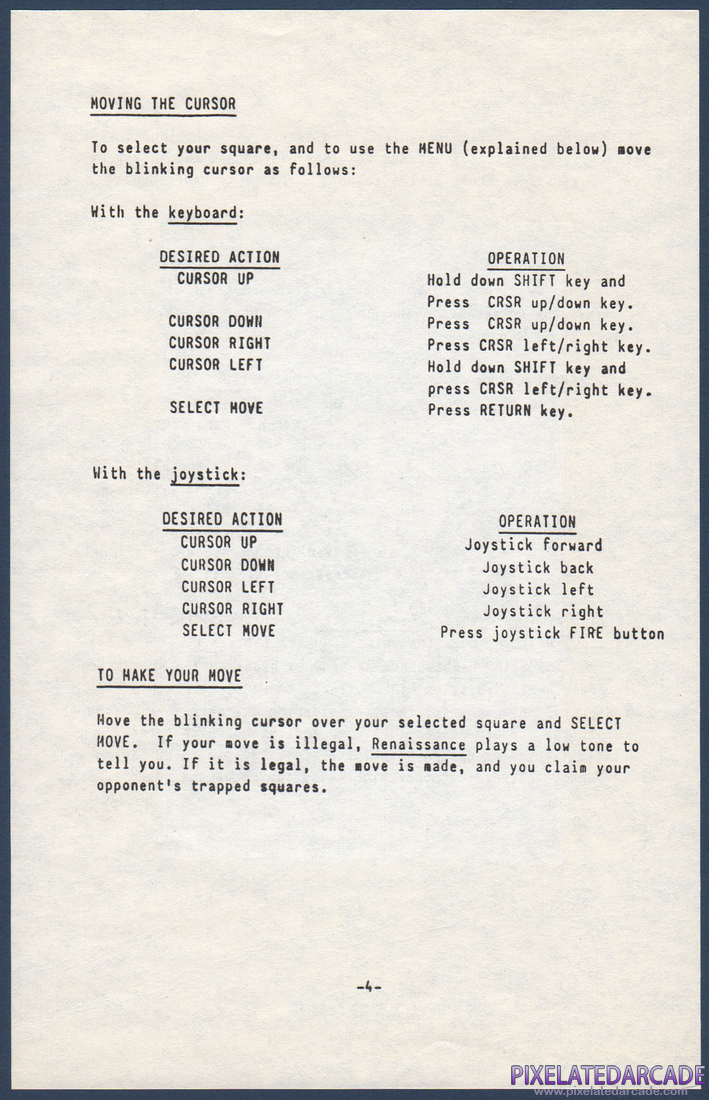 MOVING THE CURSOR
To select your square, and to use the MENU (explained below) move
the blinking cursor as follows:
With the keyboard:
DESIRED ACTION OPERATION
CURSOR UP Hold down SHIFT key and
Press CRSR up/down key.
CURSOR DOWN Press CRSR up/down key.
CURSOR RIGHT Press CRSR left/right key.
CURSOR LEFT Hold down SHIFT key and
press CRSR left/right key.
SELECT MOVE Press RETURN key.
With the joystick:
DESIRED ACTION OPERATION
CURSOR UP Joystick forward
CURSOR DOWN Joystick back
CURSOR LEFT Joystick left
CURSOR RIGHT Joystick right
SELECT MOVE Press joystick FIRE button
TO MAKE YOUR MOVE
Move the blinking cursor over your selected square and SELECT
MOVE. If your move is illegal, Renaissance plays a low tone to
tell you. If it is legal, the move is made, and you claim your
opponent's trapped squares.
-4-
PIXELATEDARCADE
www.pixelatedarcade.com